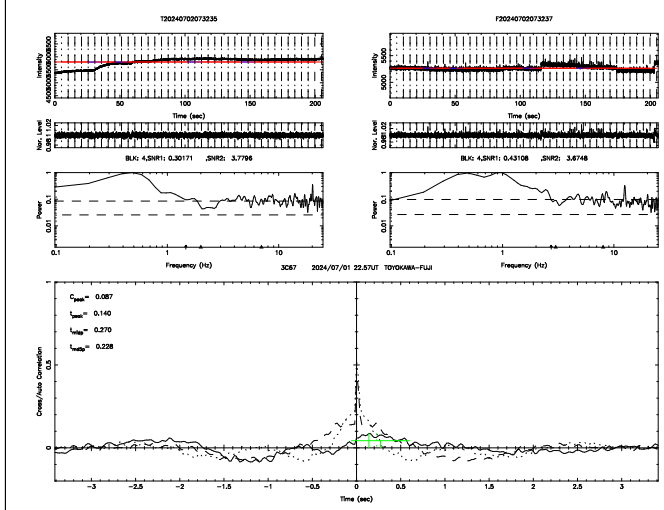 T20240702073235
F20240702073237
Intensity
0
50
100
150
200
Time (sec)
Intensity
5000
5500
0
50
100
150
200
Time (sec)
Nor. Level
Nor. Level
BLK: 4,SNR1: 0.30171 ,SNR2: 3.7796
BLK: 4,SNR1: 0.43108 ,SNR2: 3.6748
Power
1
0.1
0.01
0.1
1
10
Frequency (Hz)
Power
1
0.1
0.01
0.1
1
10
Frequency (Hz)
3C67 2024/07/01 22.57UT TOYOKAWA-FUJI
Cpeak= 0.087
tpeak= 0.140
tmidp= 0.270
tmd5p= 0.228
Cross/Auto Correlation
1
0.5
0
-3
-2.5
-2
-1.5
-1
-0.5
0
0.5
1
1.5
2
2.5
3
Time (sec)